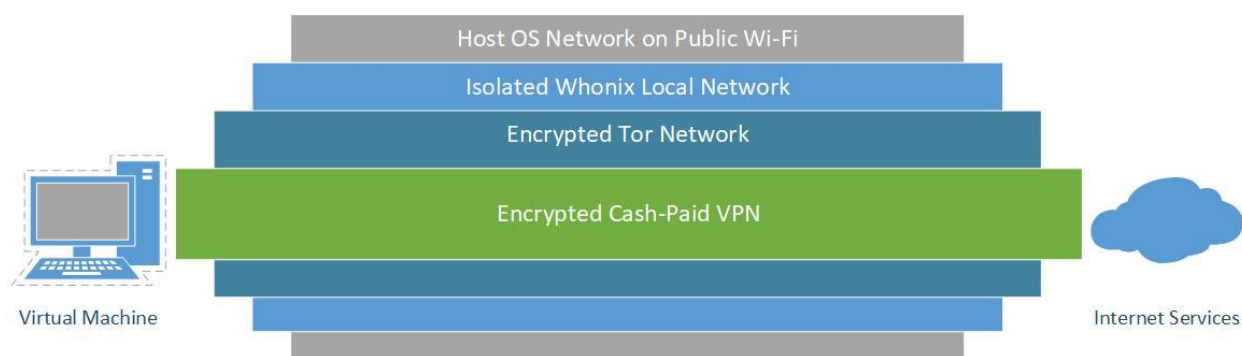 Host OS Network on Public Wi-Fi
Isolated Whonix Local Network
Encrypted Tor Network
Encrypted Cash-Paid VPN
Virtual Machine
Internet Services